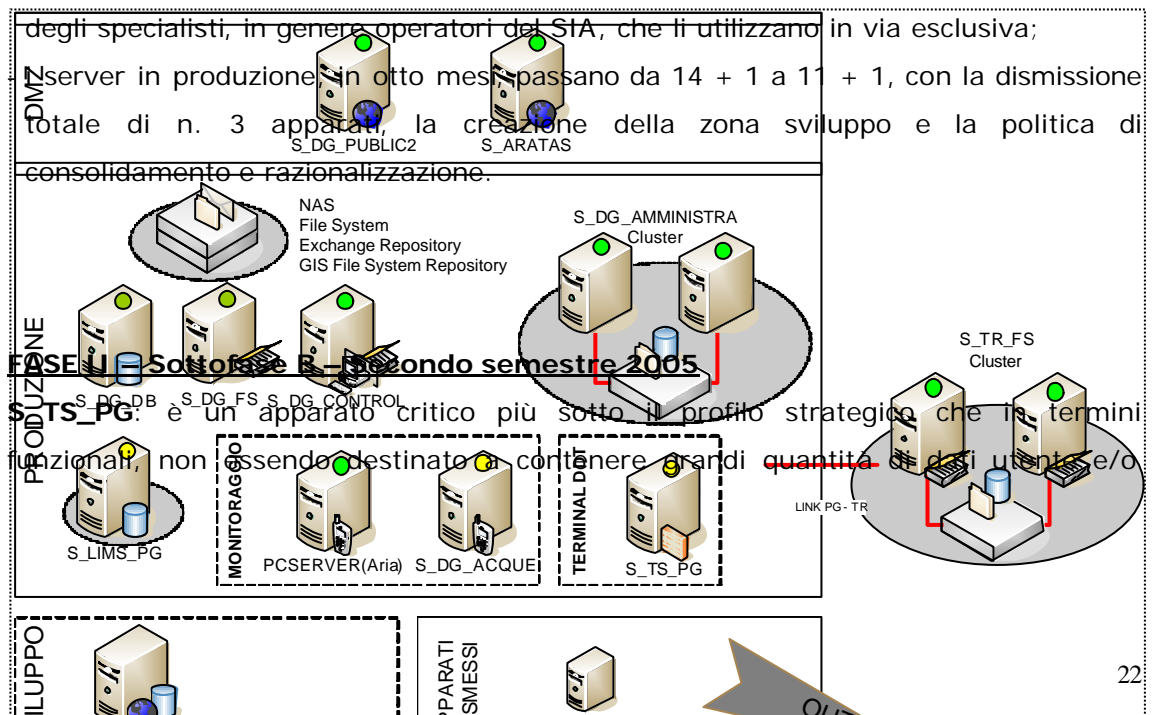 degli specialisti, in genere operatori del SIA, che li utilizzano in via esclusiva;
- I server in produzione, in otto mesi, passano da 14 + 1 a 11 + 1, con la dismissione
totale di n. 3 apparati, la creazione della zona sviluppo e la politica di
consolidamento e razionalizzazione.
DMZ
S_DG_PUBLIC2
S_ARATAS
PRODUZIONE
NAS
File System
Exchange Repository
GIS File System Repository
S_DG_AMMINISTRA
Cluster
S_TR_FS
Cluster
S_DG_DB
S_DG_FS
S_DG_CONTROL
FASE II – Sottofase B – Secondo semestre 2005
S_TS_PG: è un apparato critico più sotto il profilo strategico che in termini
funzionali, non essendo destinato a contenere grandi quantità di dati utente e/o
LINK PG - TR
S_LIMS_PG
MONITORAGGIO
PCSERVER(Aria)
S_DG_ACQUE
S_TS_PG
ILUPPO
PPARATI
SMESSI
OUT
22